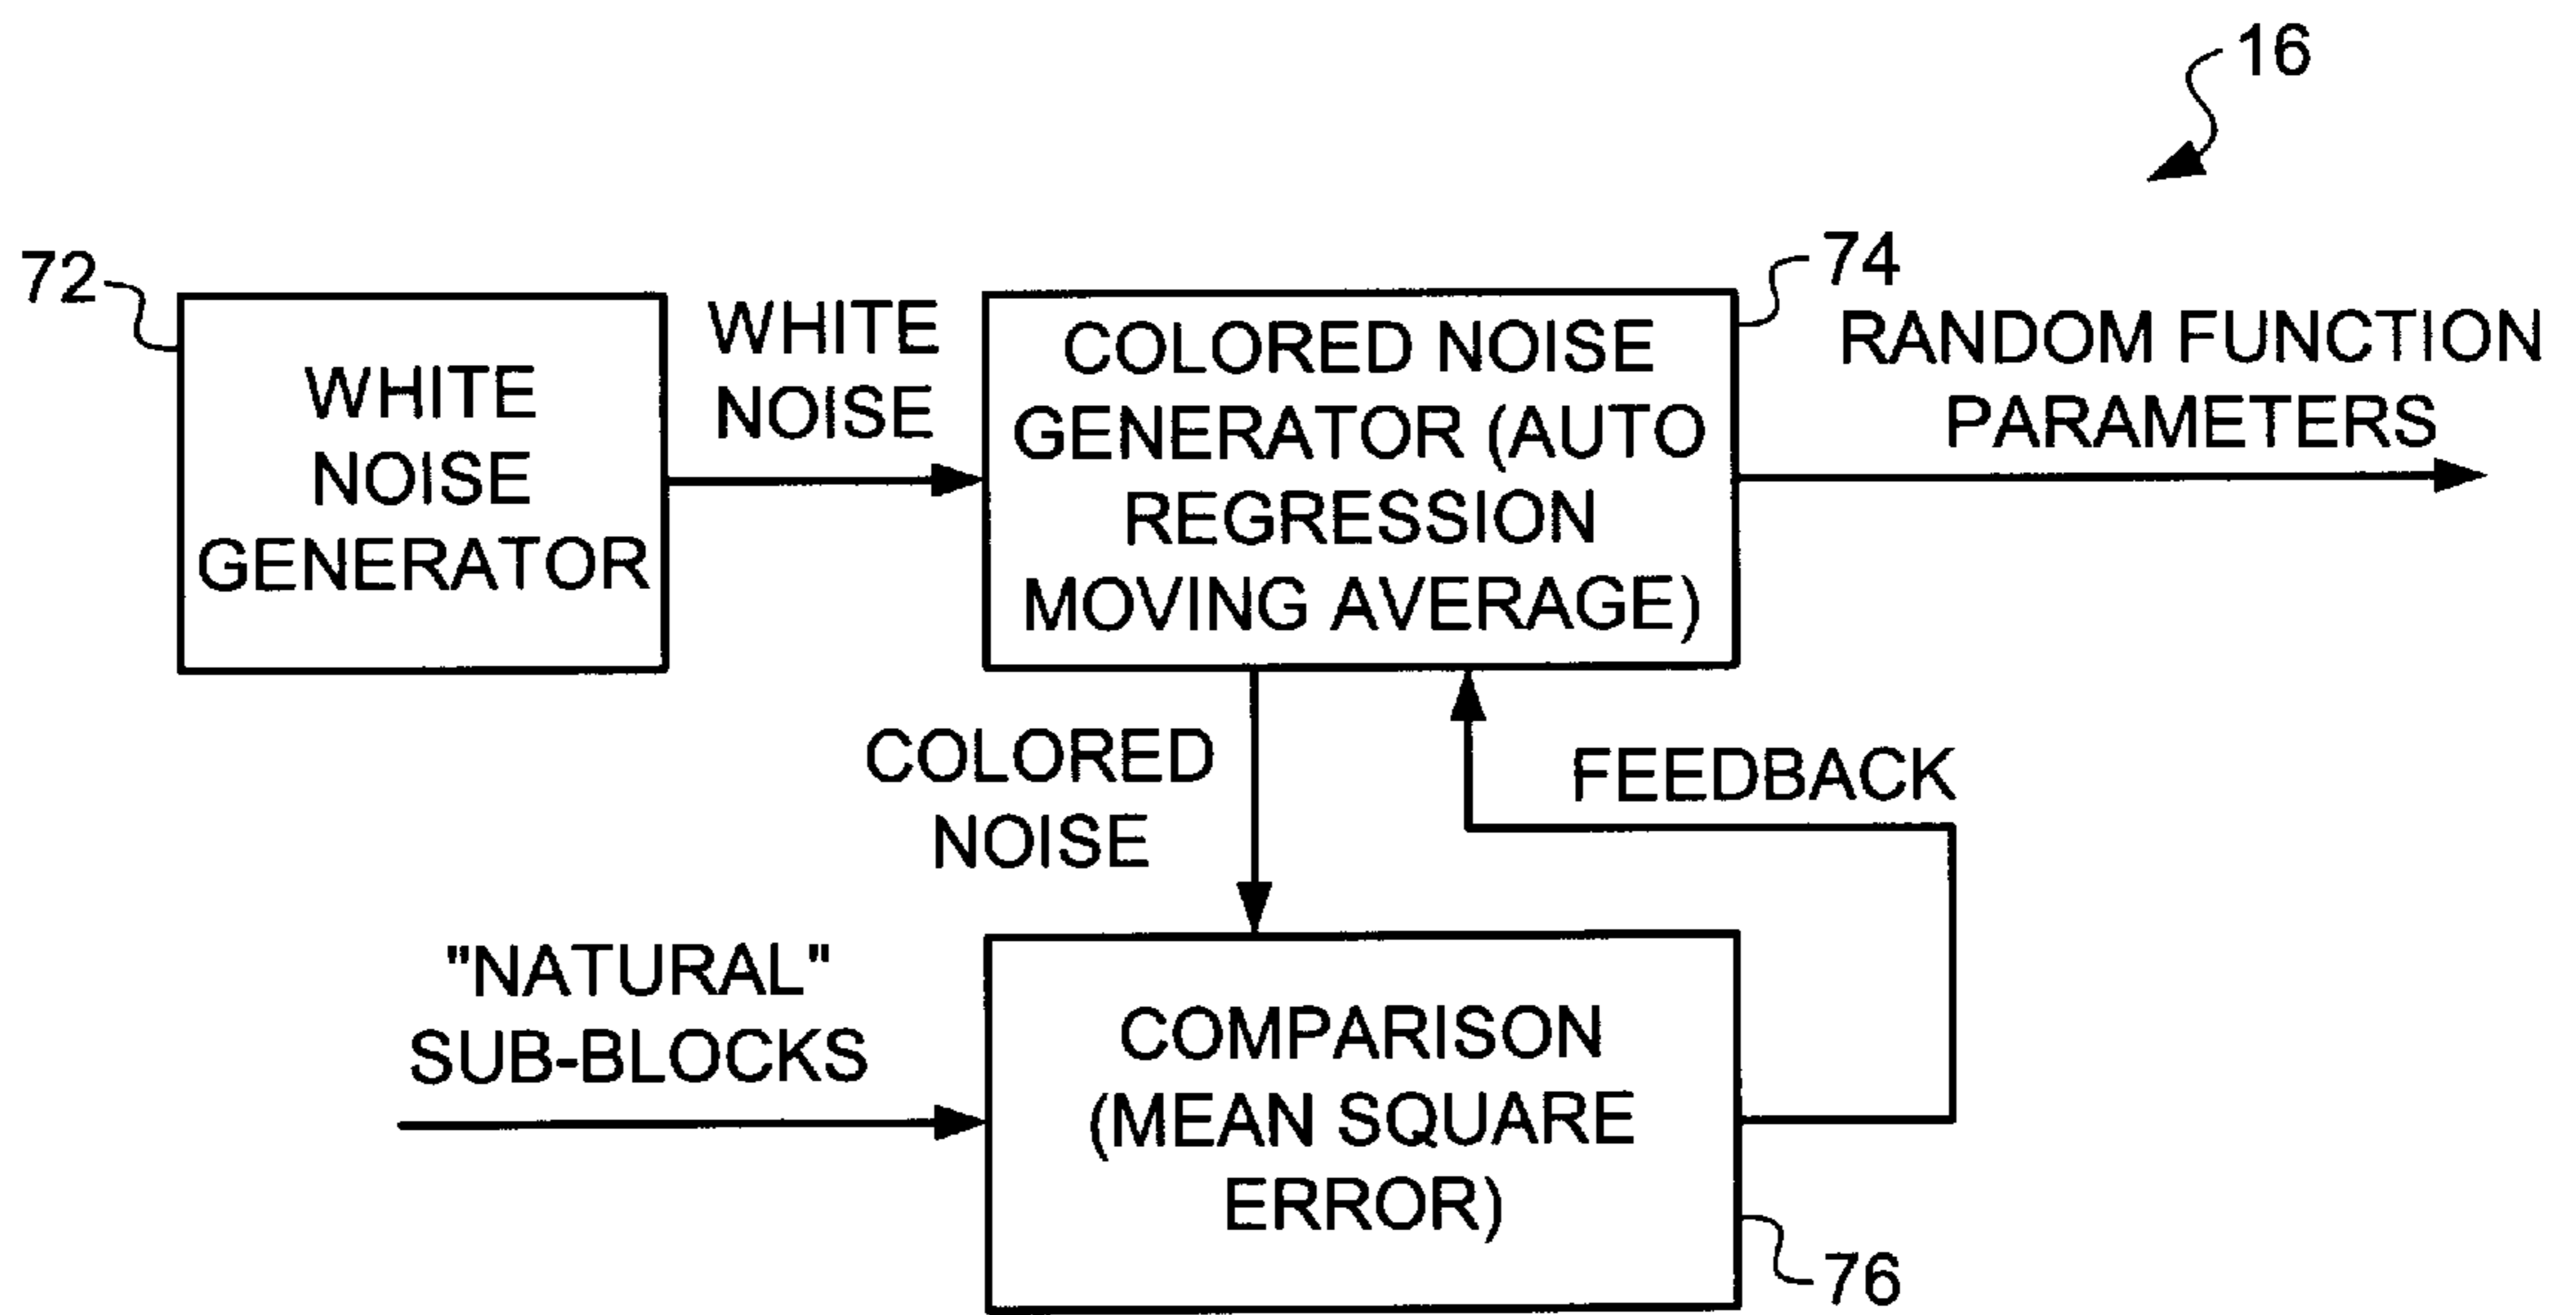 16
72
WHITE
NOISE
GENERATOR
WHITE
NOISE
74
COLORED NOISE
GENERATOR (AUTO
REGRESSION
MOVING AVERAGE)
RANDOM FUNCTION
PARAMETERS
COLORED
NOISE
FEEDBACK
"NATURAL"
SUB-BLOCKS
COMPARISON
(MEAN SQUARE
ERROR)
76